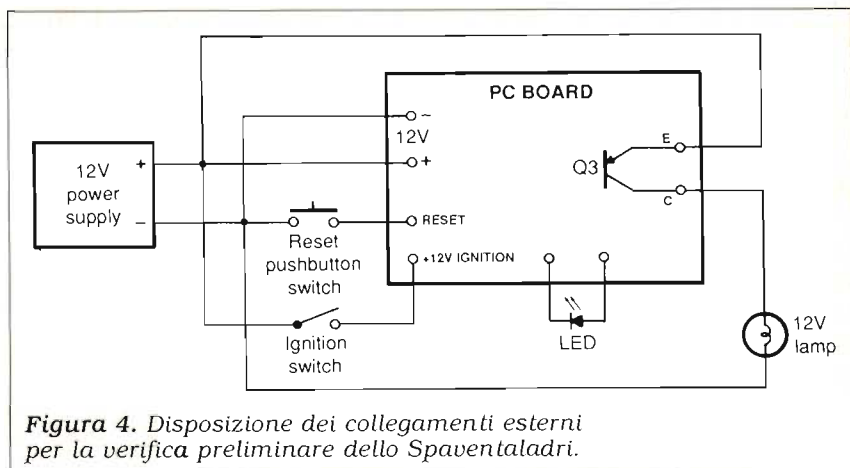 PC BOARD
~
12V
+
E
Q3
C
12V
power
supply
+
–
RESET
Reset
pushbutton
switch
+12V IGNITION
Ignition
switch
LED
12V
lamp
Figura 4. Disposizione dei collegamenti esterni
per la verifica preliminare dello Spaventaladri.